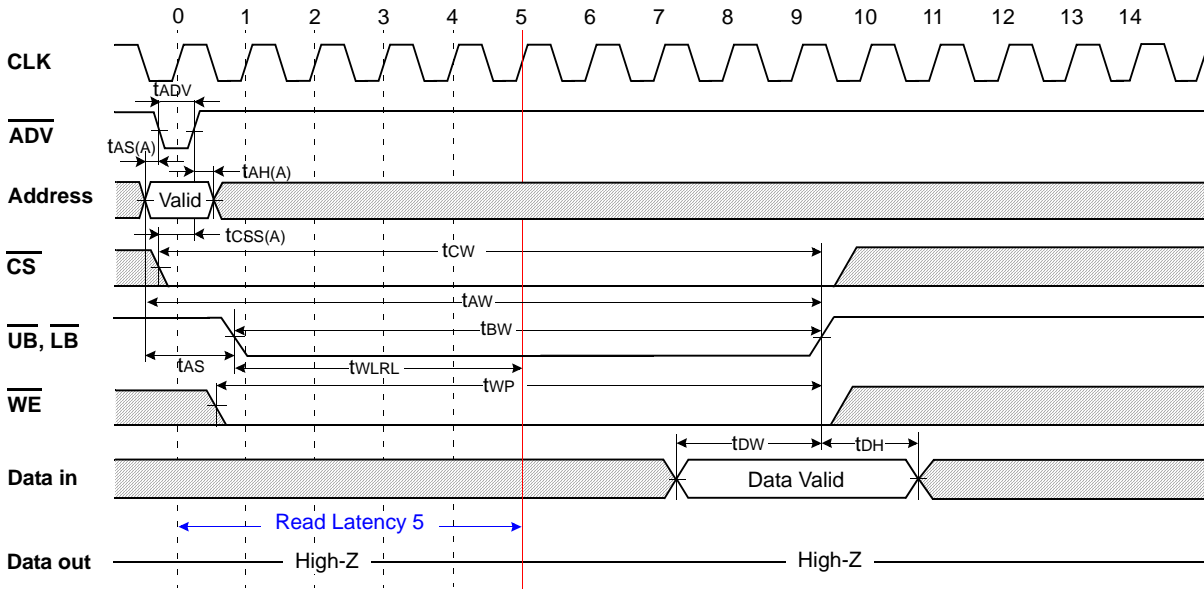 0 1 2 3 4 5 6 7 8 9 10 11 12 13 14
CLK
tADV
ADV
tAS(A)
tAH(A)
Address
Valid
tCSS(A)
tCW
CS
tAW
tBW
UB, LB
tAS
tWLRL
tWP
WE
tDW
tDH
Data in
Data Valid
Read Latency 5
Data out
High-Z
High-Z